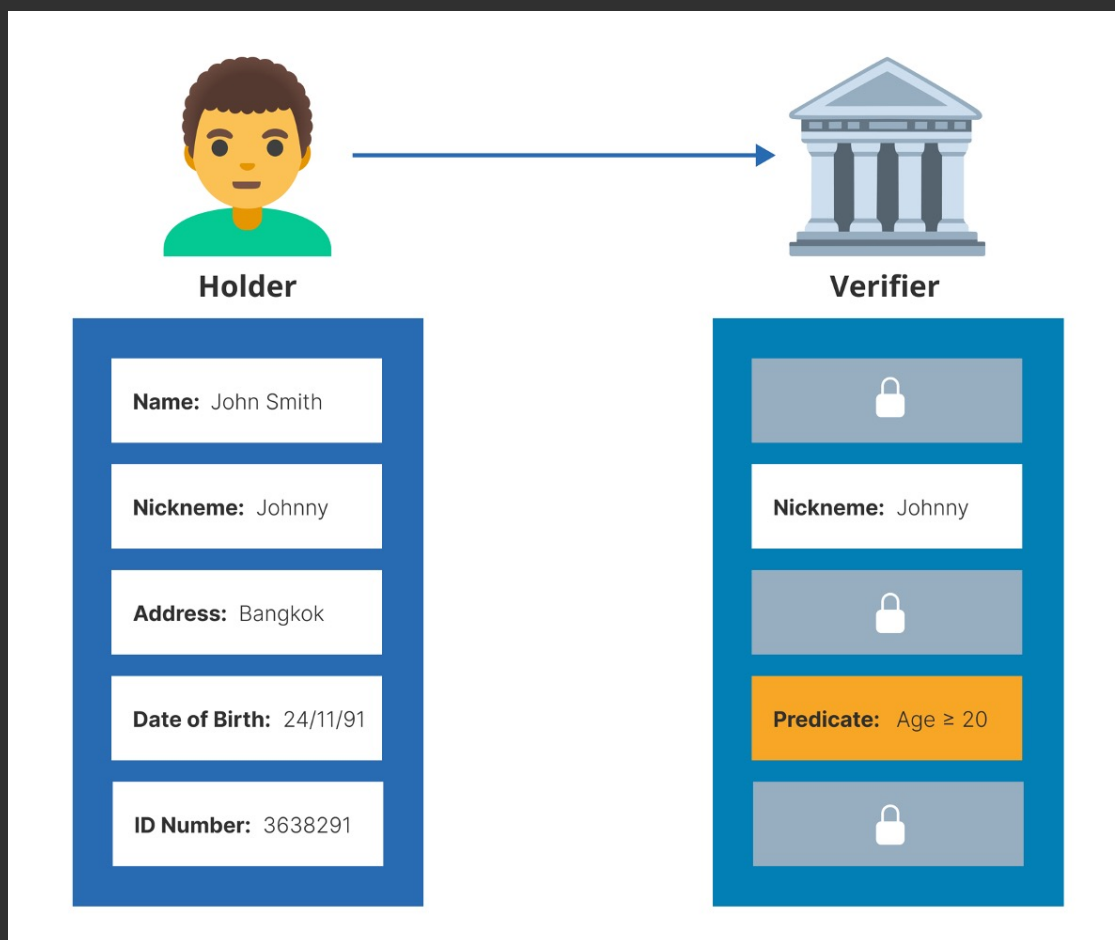 Holder
Verifier
Name: John Smith
Nickneme: Johnny
Address: Bangkok
Date of Birth: 24/11/91
ID Number: 3638291
Nickneme: Johnny
Predicate: Age ≥ 20